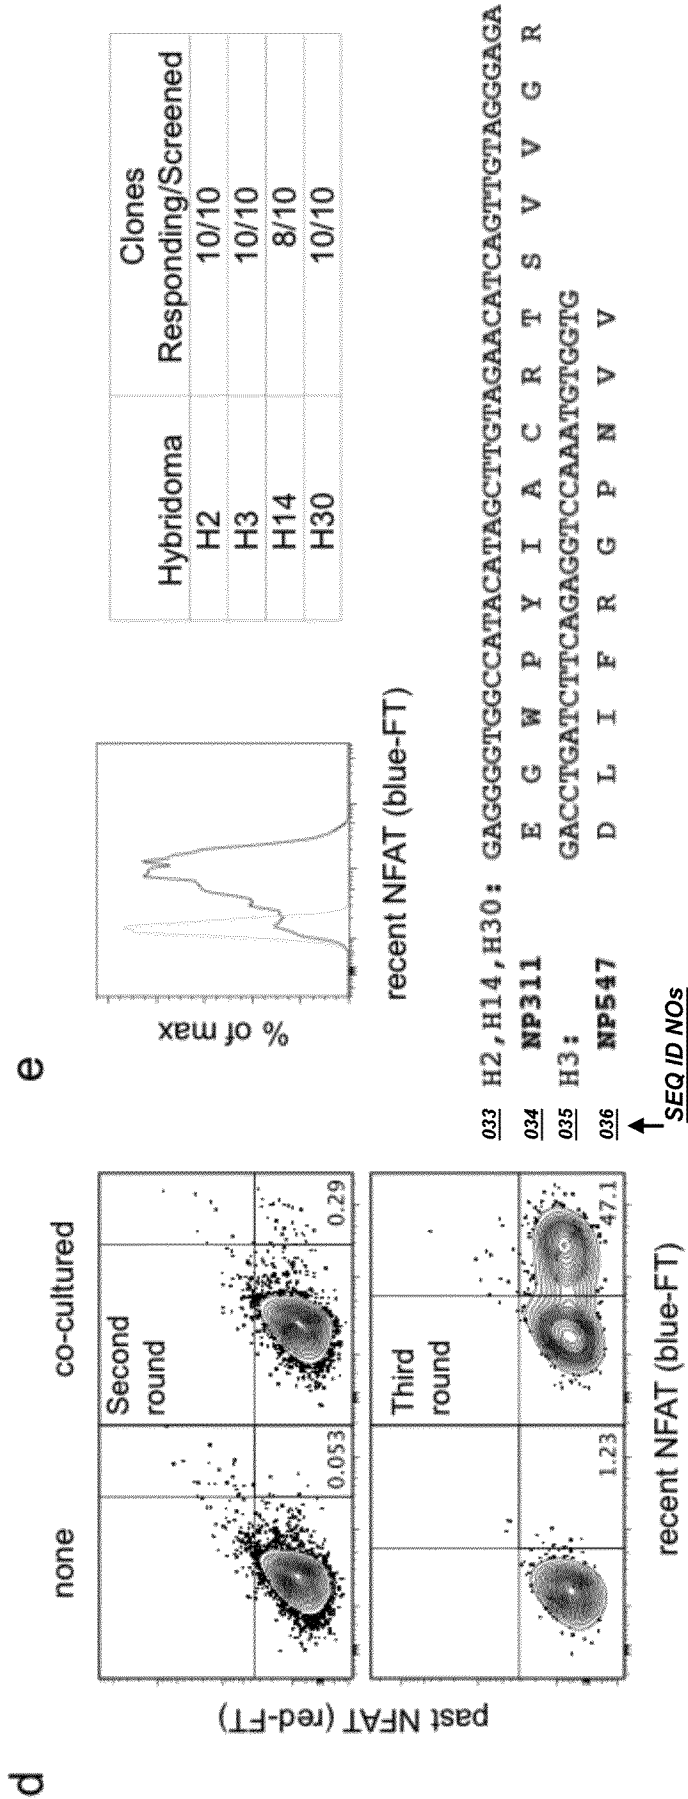 d
none
co-cultured
Second
round
0.053
0.29
Third
round
1.23
47.1
past NFAT (red-FT)
recent NFAT (blue-FT)
e
% of max
recent NFAT (blue-FT)
Hybridoma
Clones
Responding/Screened
H2 10/10
H3 10/10
H14 8/10
H30 10/10
033 H2,H14,H30: GAGGGGTGGCCATACATAGCTTGTAGAACATCAGTTGTAGGGAGA
034 NP311 E G W P Y I A C R T S V V G R
035 H3: GACCTGATCTTCAGAGGTCCAAATGTGGTG
036 NP547 D L I F R G P N V V
SEQ ID NOs